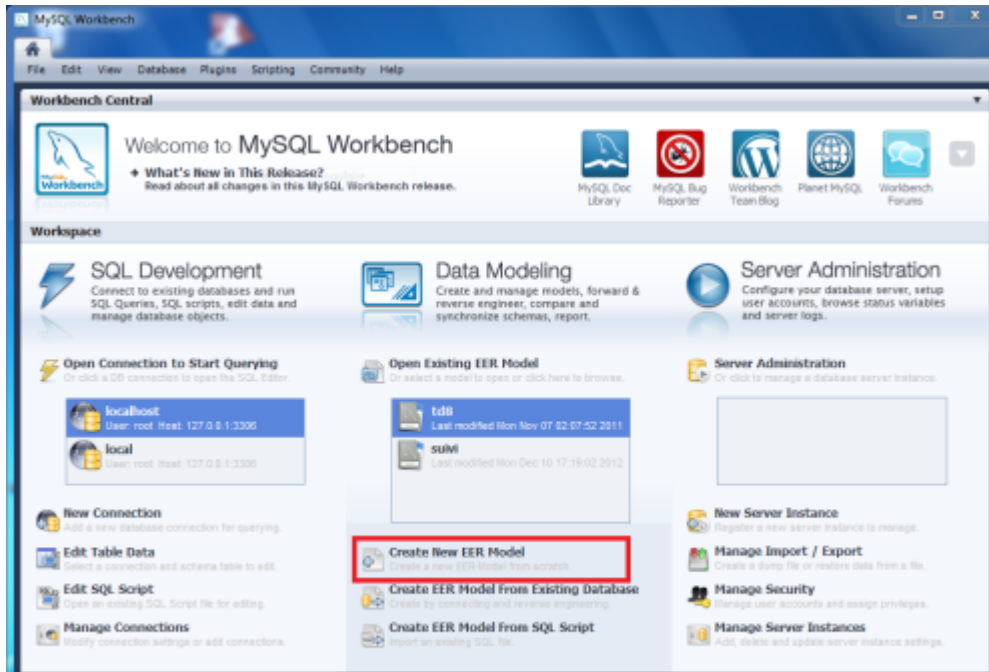 MySQL Workbench
File Edit View Database Plugins Scripting Community Help
Workbench Central
MySQL
Workbench
Welcome to MySQL Workbench
What's New in This Release?
Read about all changes in this MySQL Workbench release.
MySQL Doc
Library
MySQL Bug
Reporter
Workbench
Team Blog
Planet MySQL
Workbench
Forums
Workspace
SQL Development
Connect to existing databases and run
SQL Queries, SQL scripts, edit data and
manage database objects.
Data Modeling
Create and manage models, forward &
reverse engineer, compare and
synchronize schemas, report.
Server Administration
Configure your database server, setup
user accounts, browse status variables
and server logs.
Open Connection to Start Querying
Or click a DB connection to open the SQL Editor.
localhost
User: root Host: 127.0.0.1:3306
local
User: root Host: 127.0.0.1:3306
New Connection
Add a new database connection for querying.
Edit Table Data
Select a connection and schema table to edit.
Edit SQL Script
Open an existing SQL Script file for editing.
Manage Connections
Modify connection settings or add connections.
Open Existing EER Model
Or select a model to open or click here to browse.
td8
Last modified Mon Nov 07 02:07:52 2011
suivi
Last modified Mon Dec 10 17:19:02 2012
Create New EER Model
Create a new EER Model from scratch.
Create EER Model From Existing Database
Create by connecting and reverse engineering.
Create EER Model From SQL Script
Import an existing SQL file.
Server Administration
Or click to manage a database server instance.
New Server Instance
Register a new server instance to manage.
Manage Import / Export
Create a dump file or restore data from a file.
Manage Security
Manage user accounts and assign privileges.
Manage Server Instances
Add, delete and update server instance settings.